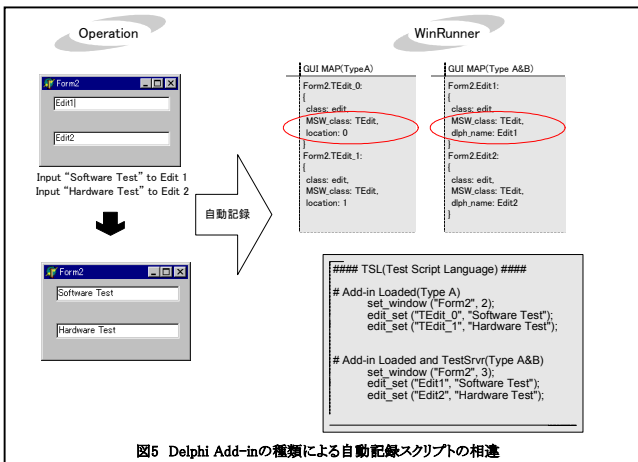 Operation
WinRunner
Form2
Edit1
Edit2
Input “Software Test” to Edit 1
Input “Hardware Test” to Edit 2
Form2
Software Test
Hardware Test
自動記録
GUI MAP(TypeA)
Form2.TEdit_0:
{
class: edit,
MSW_class: TEdit,
location: 0
}
Form2.TEdit_1:
{
class: edit,
MSW_class: TEdit,
location: 1
GUI MAP(Type A&B)
Form2.Edit1:
{
class: edit,
MSW_class: TEdit,
dlph_name: Edit1
}
Form2.Edit2:
{
class: edit,
MSW_class: TEdit,
dlph_name: Edit2
}
#### TSL(Test Script Language) ####
# Add-in Loaded(Type A)
set_window ("Form2", 2);
edit_set ("TEdit_0", "Software Test");
edit_set ("TEdit_1", "Hardware Test");
# Add-in Loaded and TestSrvr(Type A&B)
set_window ("Form2", 3);
edit_set ("Edit1", "Software Test");
edit_set ("Edit2", "Hardware Test");
図5 Delphi Add-inの種類による自動記録スクリプトの相違